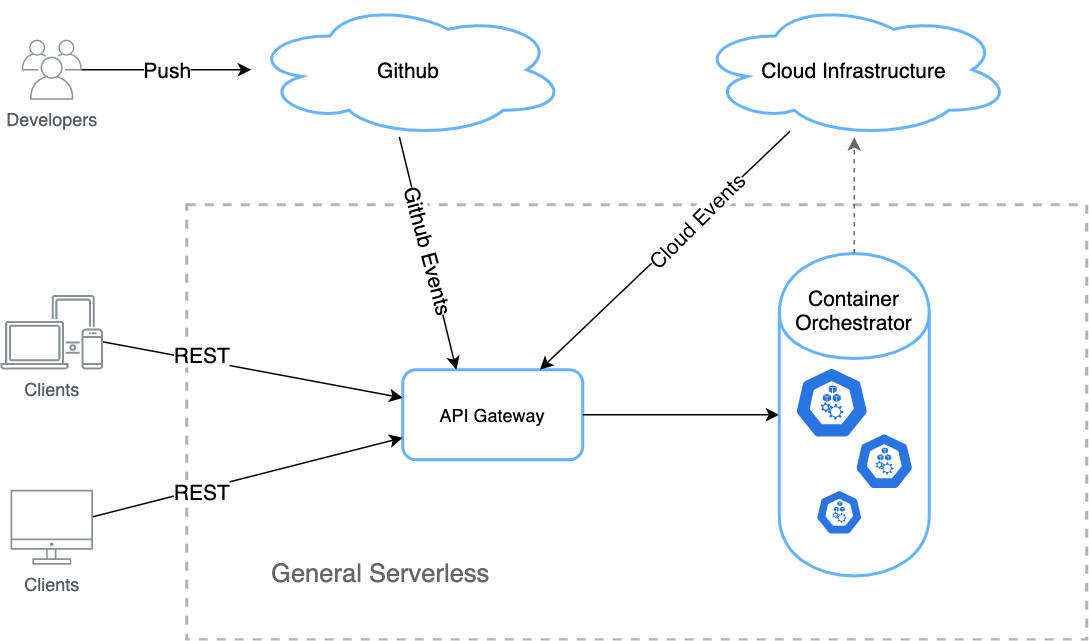 Push
Github
Cloud Infrastructure
Developers
Github Events
Cloud Events
Container
Orchestrator
REST
Clients
API Gateway
REST
General Serverless
Clients